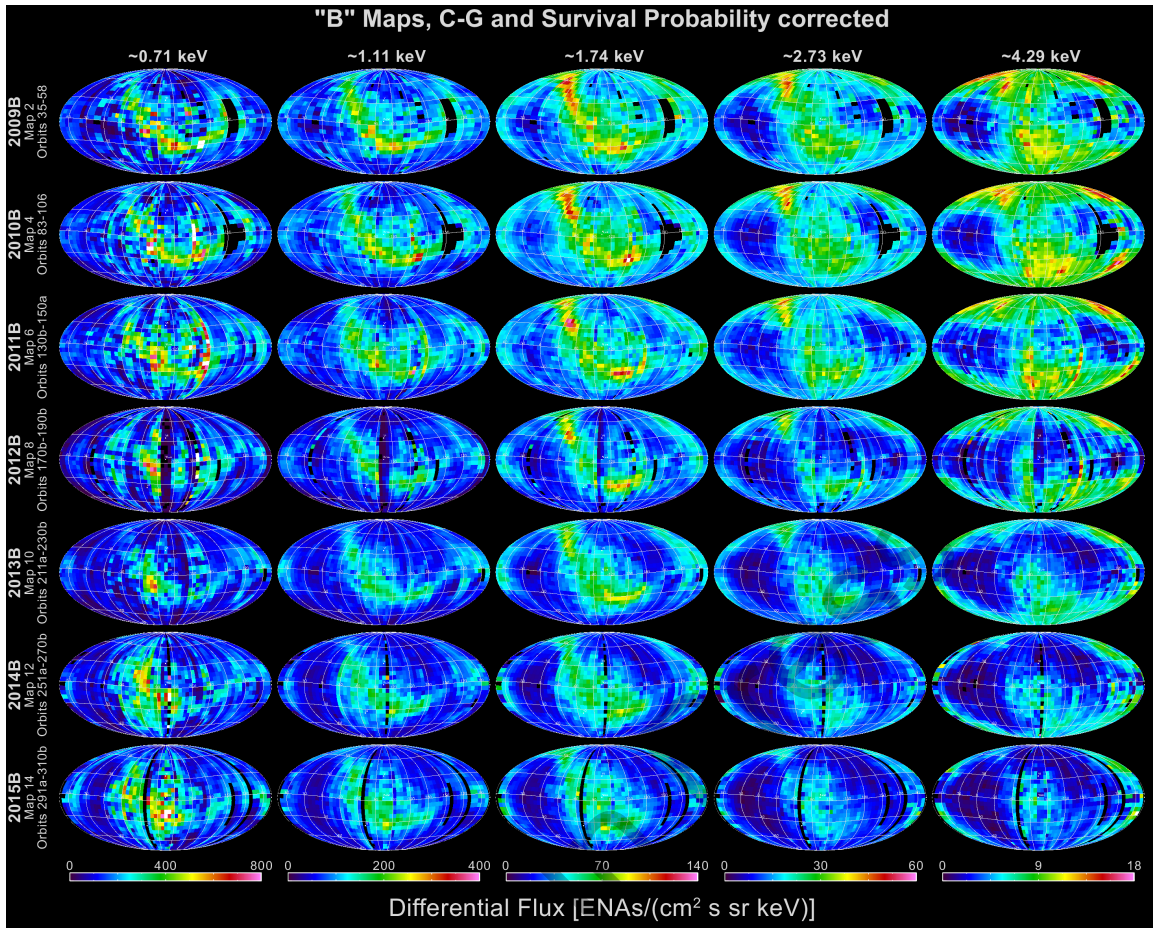 "B" Maps, C-G and Survival Probability corrected
~0.71 keV ~1.11 keV ~1.74 keV ~2.73 keV ~4.29 keV
2009B
Map 2
Orbits 35-58
2010B
Map 4
Orbits 83-106
2011B
Map 6
Orbits 130b-150a
2012B
Map 8
Orbits 170b-190b
2013B
Map 10
Orbits 211a-230b
2014B
Map 12
Orbits 251a-270b
2015B
Map 14
Orbits 291a-310b
0 400 800 0 200 400 0 70 140 0 30 60 0 9 18
Differential Flux [ENAs/(cm² s sr keV)]